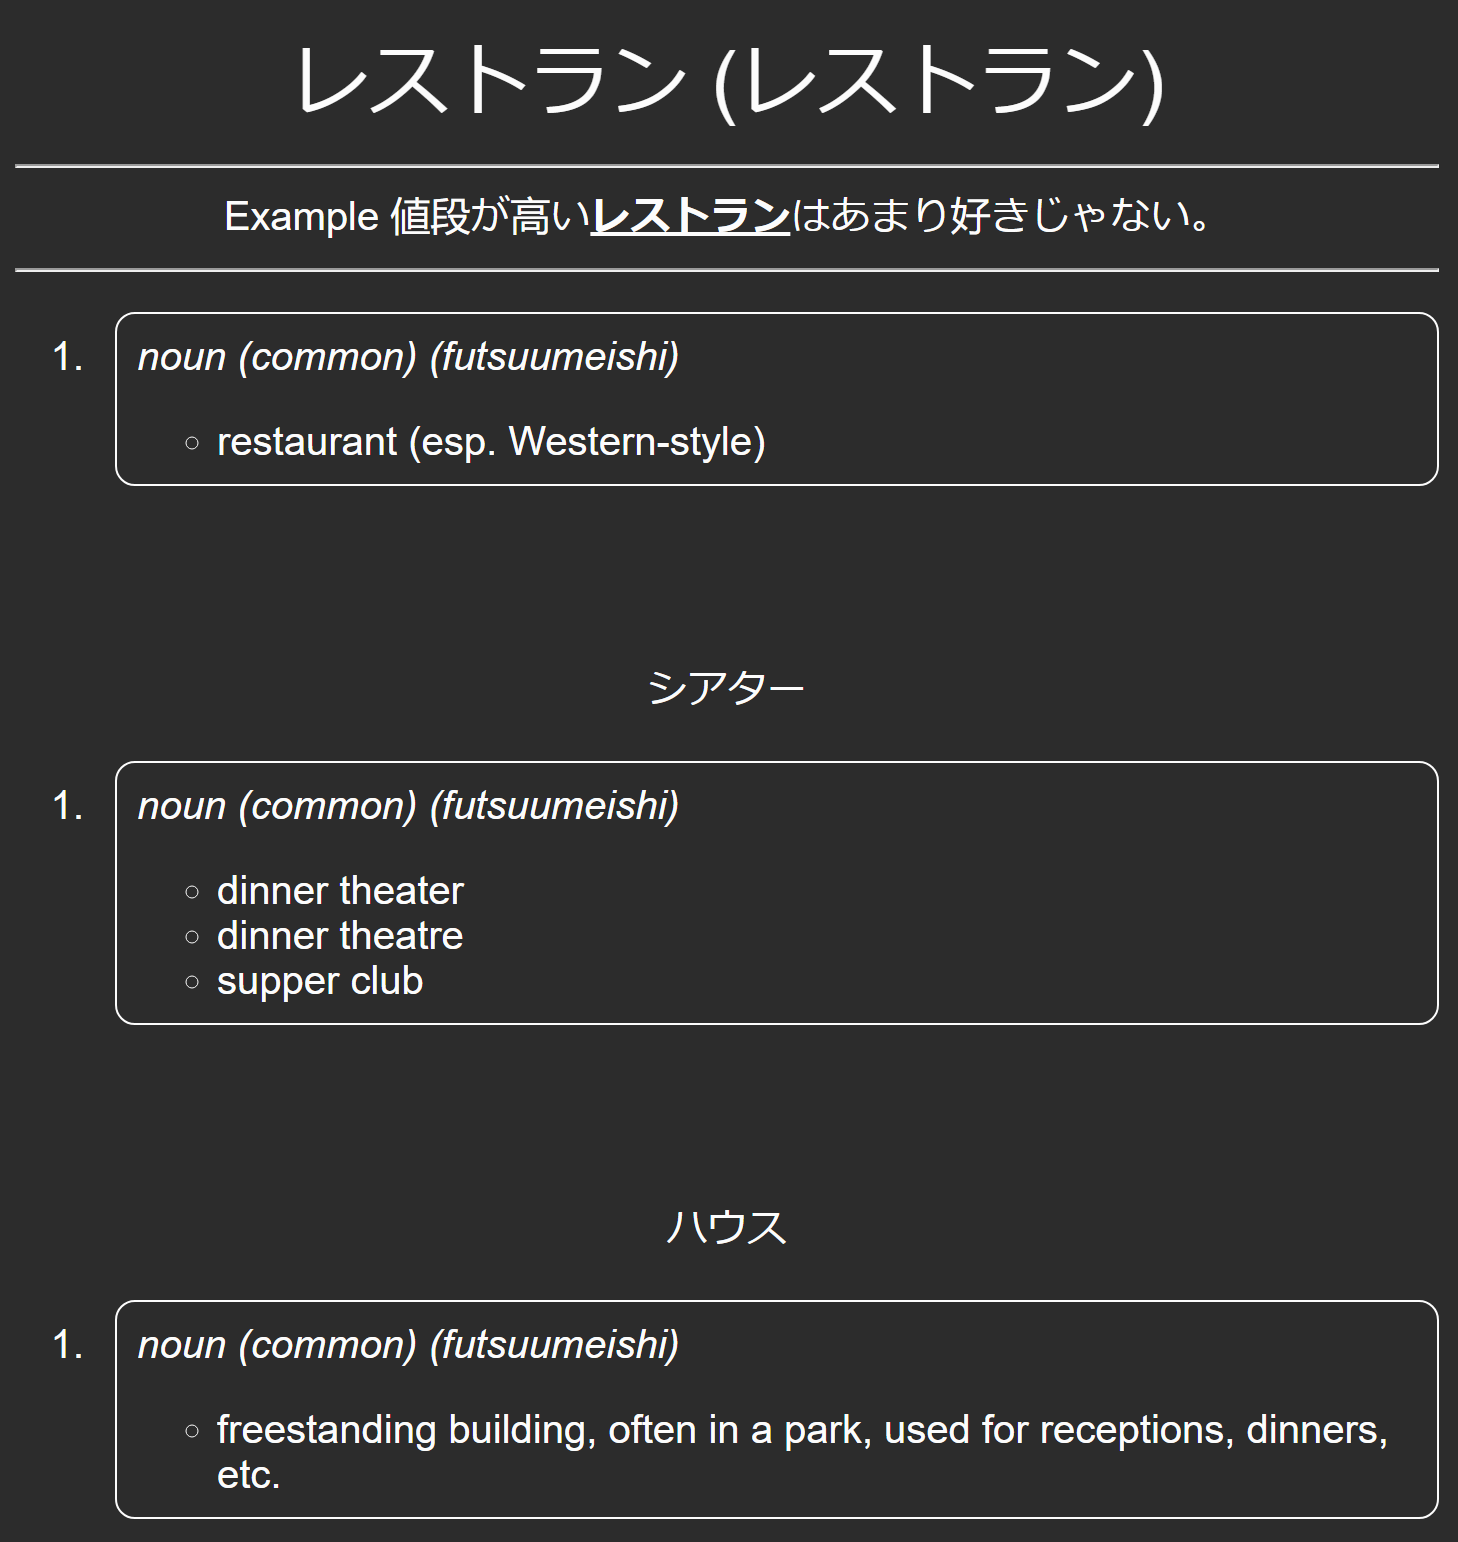 レストラン (レストラン)
Example 値段が高いレストランはあまり好きじゃない。
1. noun (common) (futsuumeishi)
restaurant (esp. Western-style)
シアター
1. noun (common) (futsuumeishi)
dinner theater
dinner theatre
supper club
ハウス
1. noun (common) (futsuumeishi)
freestanding building, often in a park, used for receptions, dinners,
etc.